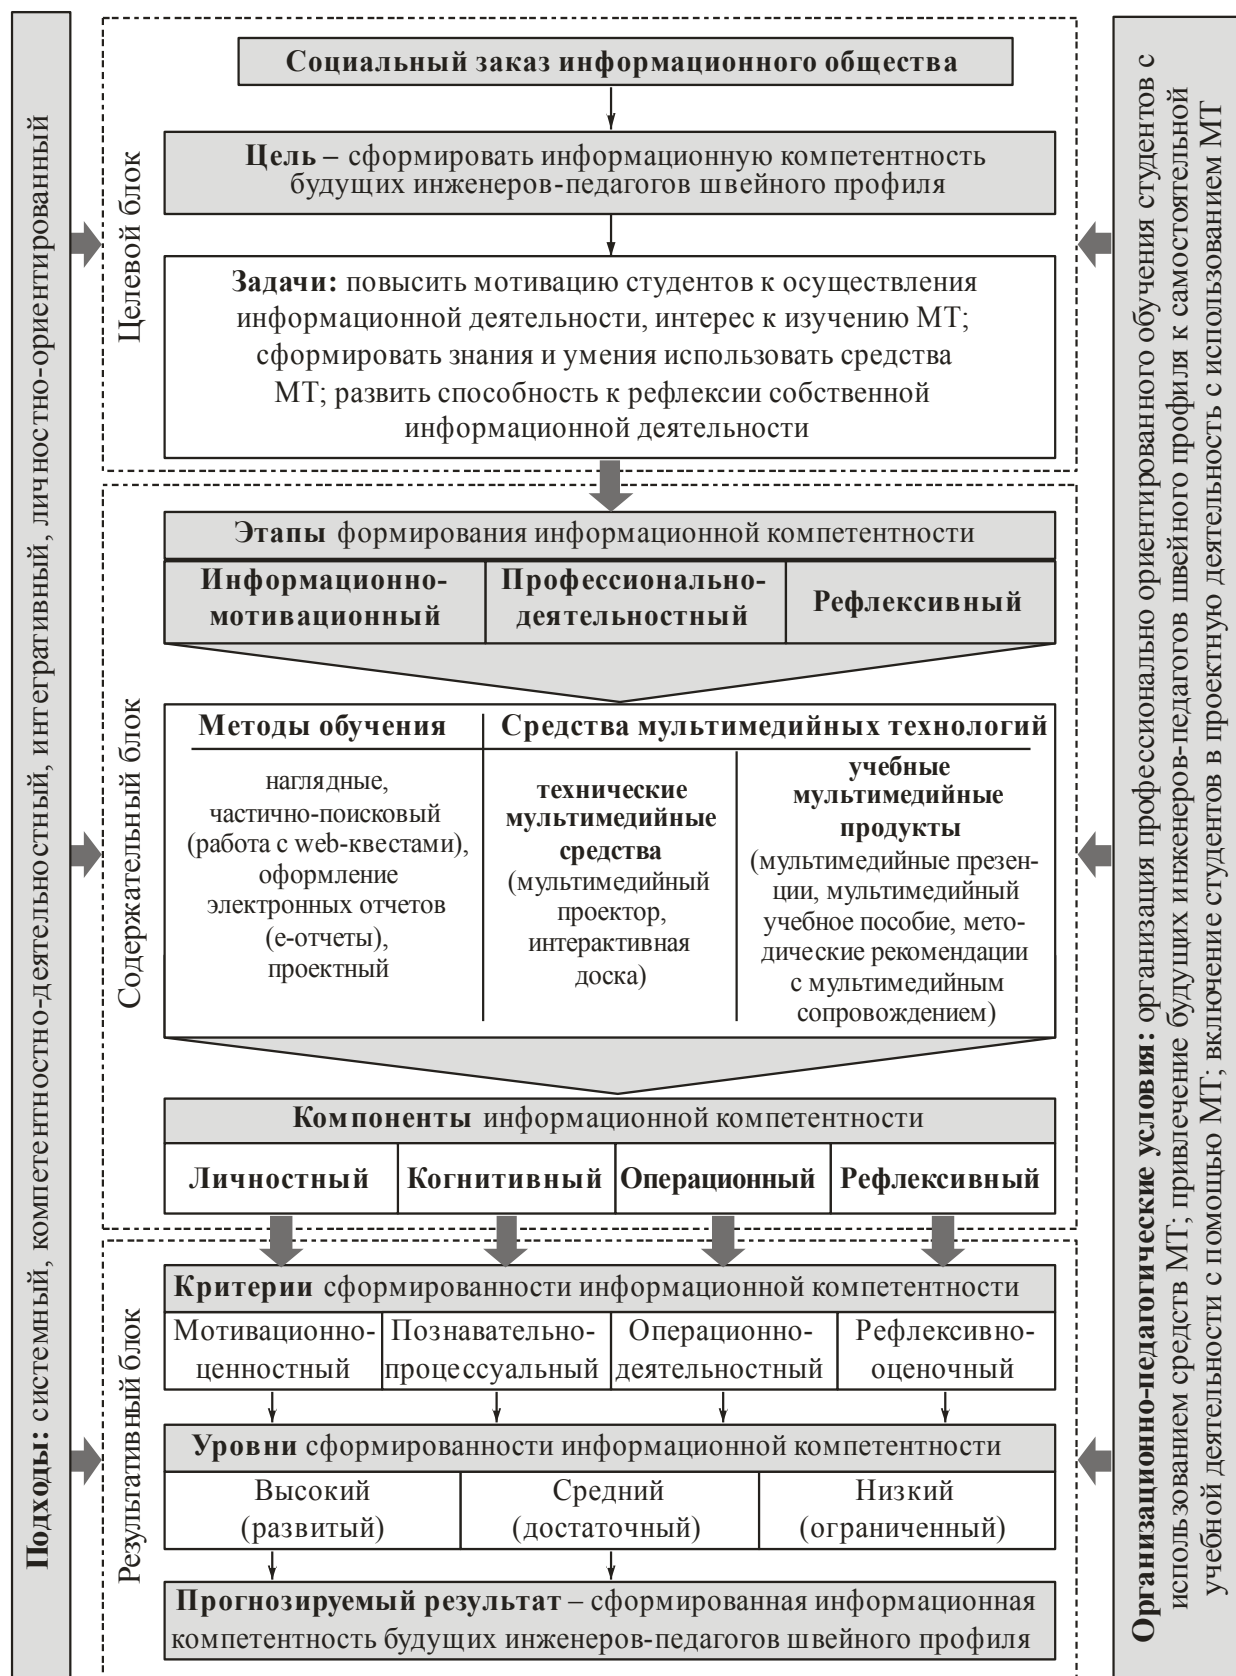 Подходы: системный, компетентностно-деятельностный, интегративный, личностно-ориентированный
Целевой блок
Социальный заказ информационного общества
Цель – сформировать информационную компетентность
будущих инженеров-педагогов швейного профиля
Задачи: повысить мотивацию студентов к осуществления
информационной деятельности, интерес к изучению МТ;
сформировать знания и умения использовать средства
МТ; развить способность к рефлексии собственной
информационной деятельности
Содержательный блок
Этапы формирования информационной компетентности
Информационно-
мотивационный
Профессионально-
деятельностный
Рефлексивный
Методы обучения
наглядные,
частично-поисковый
(работа с web-квестами),
оформление
электронных отчетов
(е-отчеты),
проектный
Средства мультимедийных технологий
технические
мультимедийные
средства
(мультимедийный
проектор,
интерактивная
доска)
учебные
мультимедийные
продукты
(мультимедийные презен-
ции, мультимедийный
учебное пособие, мето-
дические рекомендации
с мультимедийным
сопровождением)
Компоненты информационной компетентности
Личностный
Когнитивный
Операционный
Рефлексивный
Результативный блок
Критерии сформированности информационной компетентности
Мотивационно-
ценностный
Познавательно-
процессуальный
Операционно-
деятельностный
Рефлексивно-
оценочный
Уровни сформированности информационной компетентности
Высокий
(развитый)
Средний
(достаточный)
Низкий
(ограниченный)
Прогнозируемый результат – сформированная информационная
компетентность будущих инженеров-педагогов швейного профиля
Организационно-педагогические условия: организация профессионально ориентированного обучения студентов с
использованием средств МТ; привлечение будущих инженеров-педагогов швейного профиля к самостоятельной
учебной деятельности с помощью МТ; включение студентов в проектную деятельность с использованием МТ